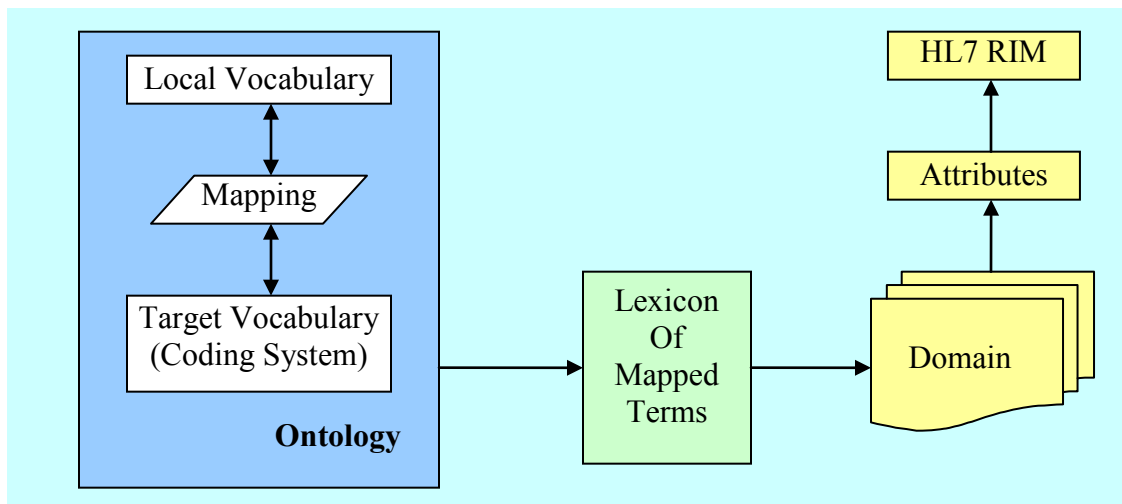 Local Vocabulary
Mapping
Target Vocabulary
(Coding System)
Ontology
Lexicon
Of
Mapped
Terms
HL7 RIM
Attributes
Domain